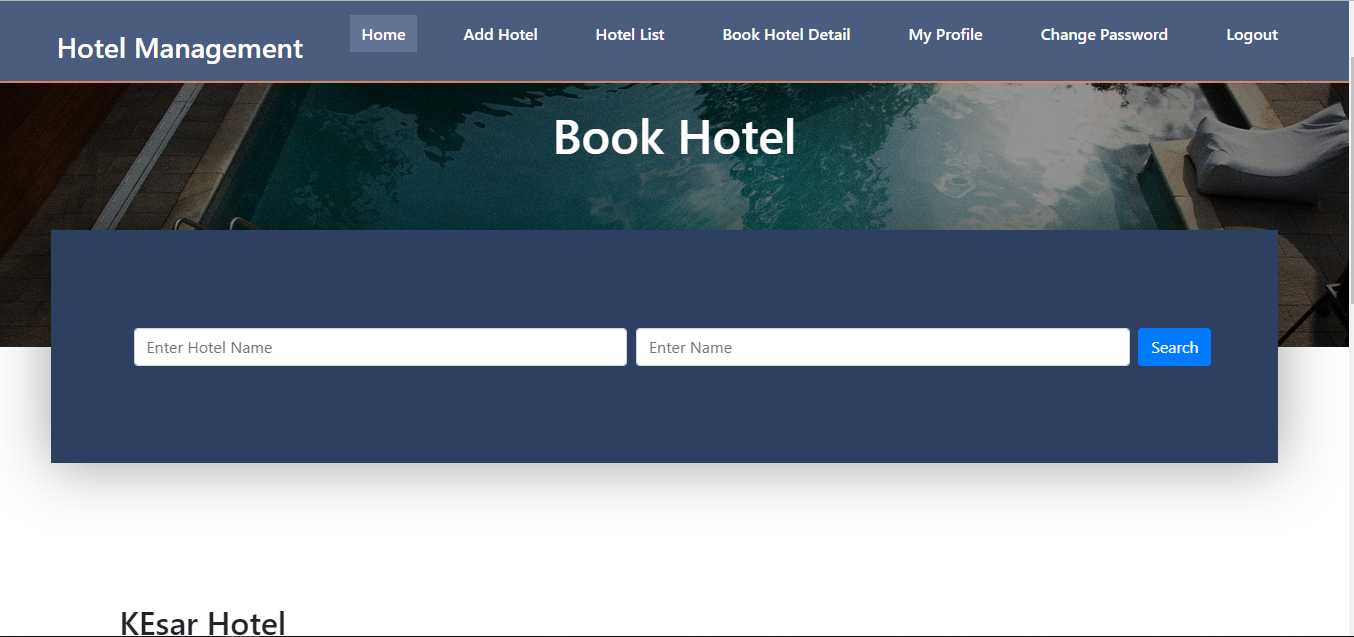 Hotel Management
Home Add Hotel Hotel List Book Hotel Detail My Profile Change Password Logout
Book Hotel
Enter Hotel Name Enter Name Search
KEsar Hotel